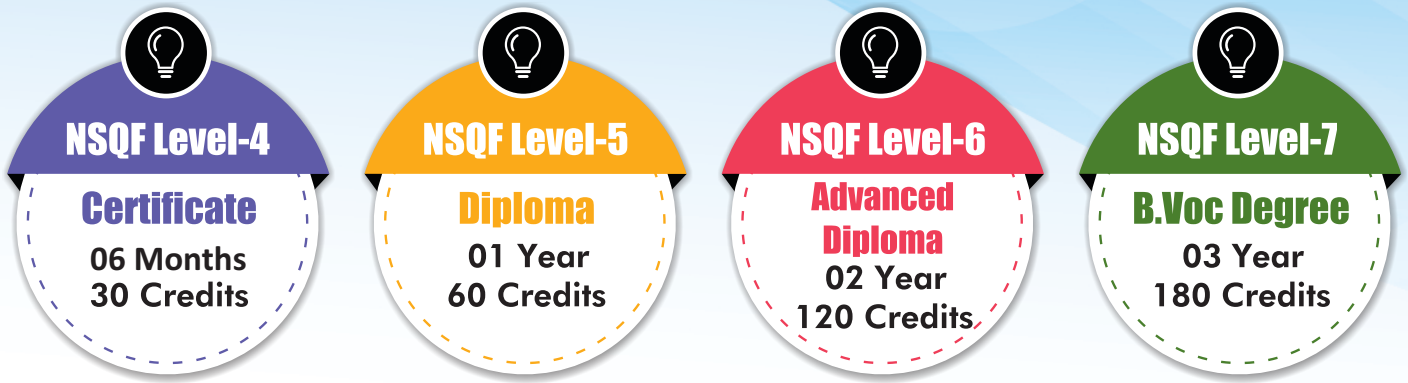 NSQF Level-4
Certificate
06 Months
30 Credits
NSQF Level-5
Diploma
01 Year
60 Credits
NSQF Level-6
Advanced
Diploma
02 Year
120 Credits
NSQF Level-7
B.Voc Degree
03 Year
180 Credits